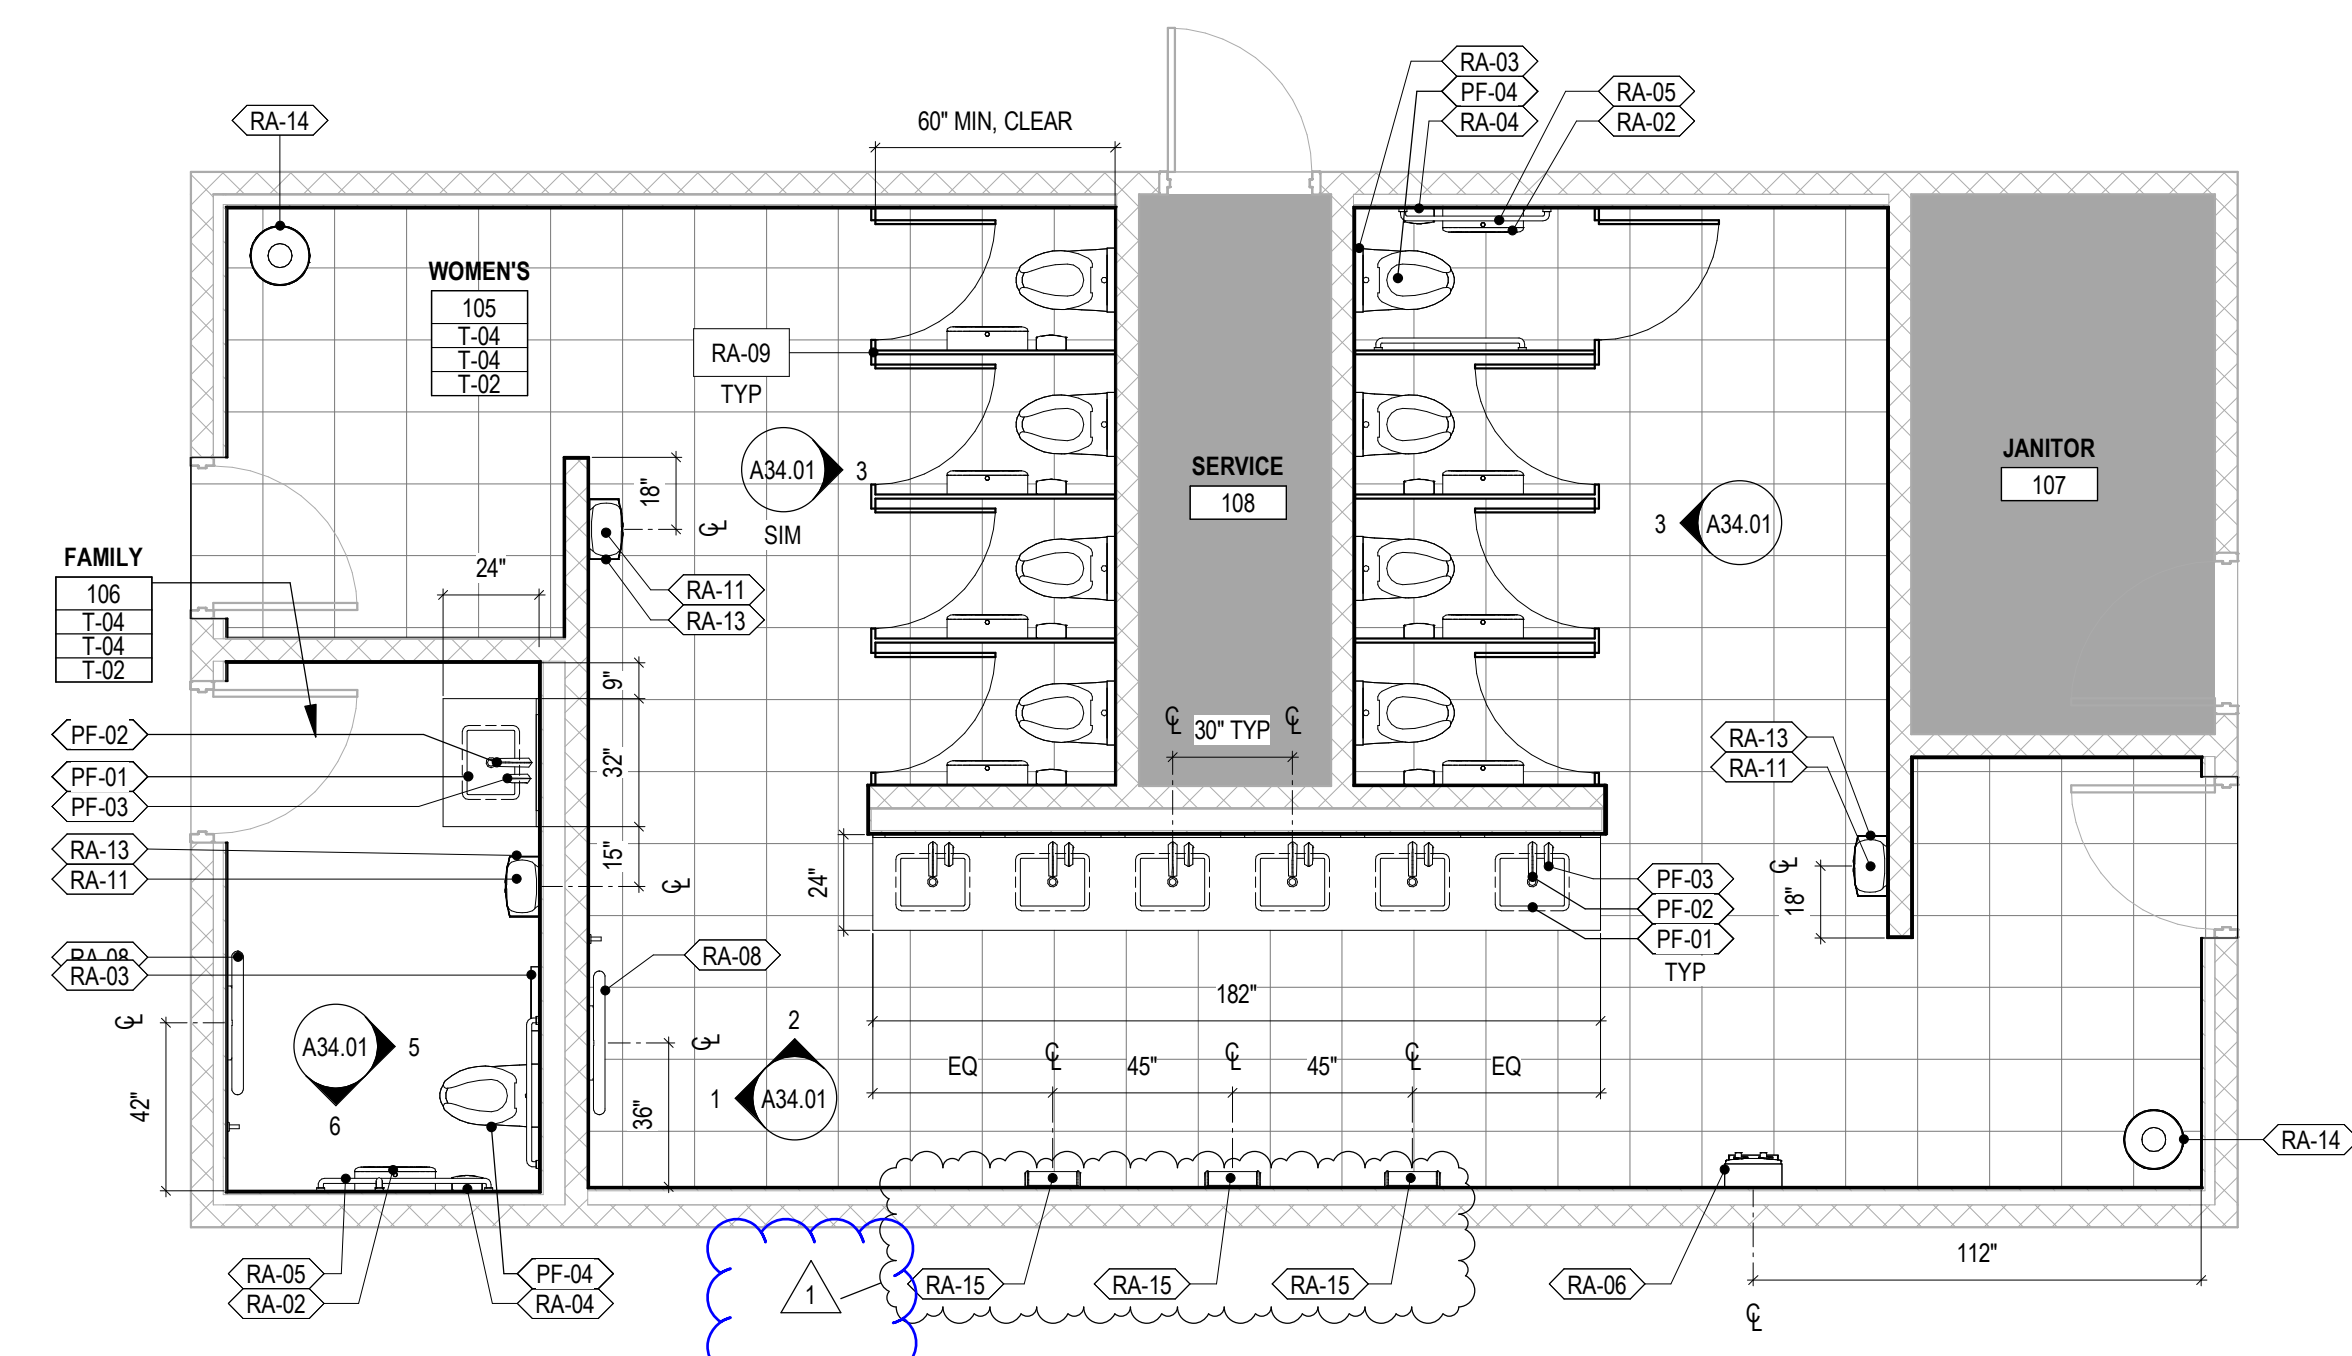 RA-03
PF-04
RA-04
RA-05
RA-02
RA-14
60" MIN, CLEAR
WOMEN'S
105
T-04
T-04
T-02
RA-09
TYP
A34.01
3
SIM
18"
℄
RA-11
RA-13
SERVICE
108
3
A34.01
JANITOR
107
FAMILY
106
T-04
T-04
T-02
24"
9"
32"
15"
℄
PF-02
PF-01
PF-03
RA-13
RA-11
RA-08
RA-03
℄
42"
A34.01
5
6
℄
30" TYP
℄
RA-13
RA-11
℄
18"
24"
PF-03
PF-02
PF-01
TYP
RA-08
℄
36"
2
1
A34.01
182"
EQ
℄
45"
℄
45"
℄
EQ
RA-14
RA-05
RA-02
PF-04
RA-04
1
RA-15
RA-15
RA-15
RA-06
112"
℄